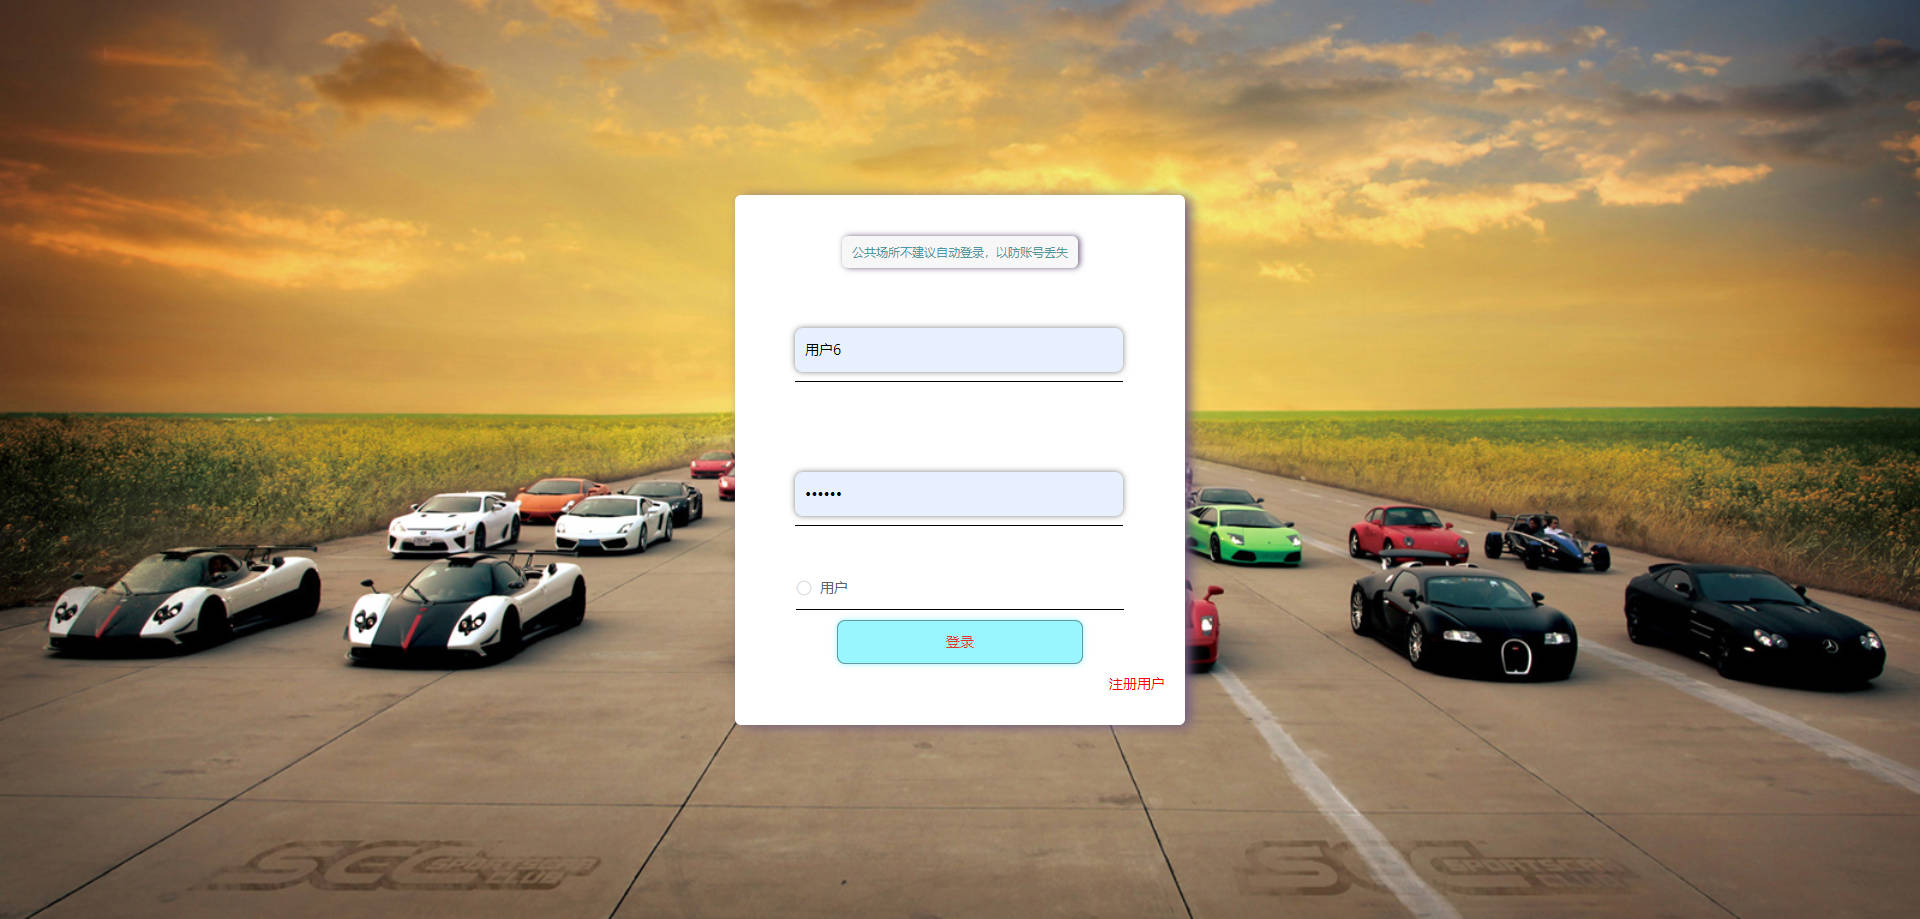 公共场所不建议自动登录，以防账号丢失
用户6
••••••
用户
登录
注册用户
SCC SPORTSCAR CLUB
SCC SPORTSCAR CLUB